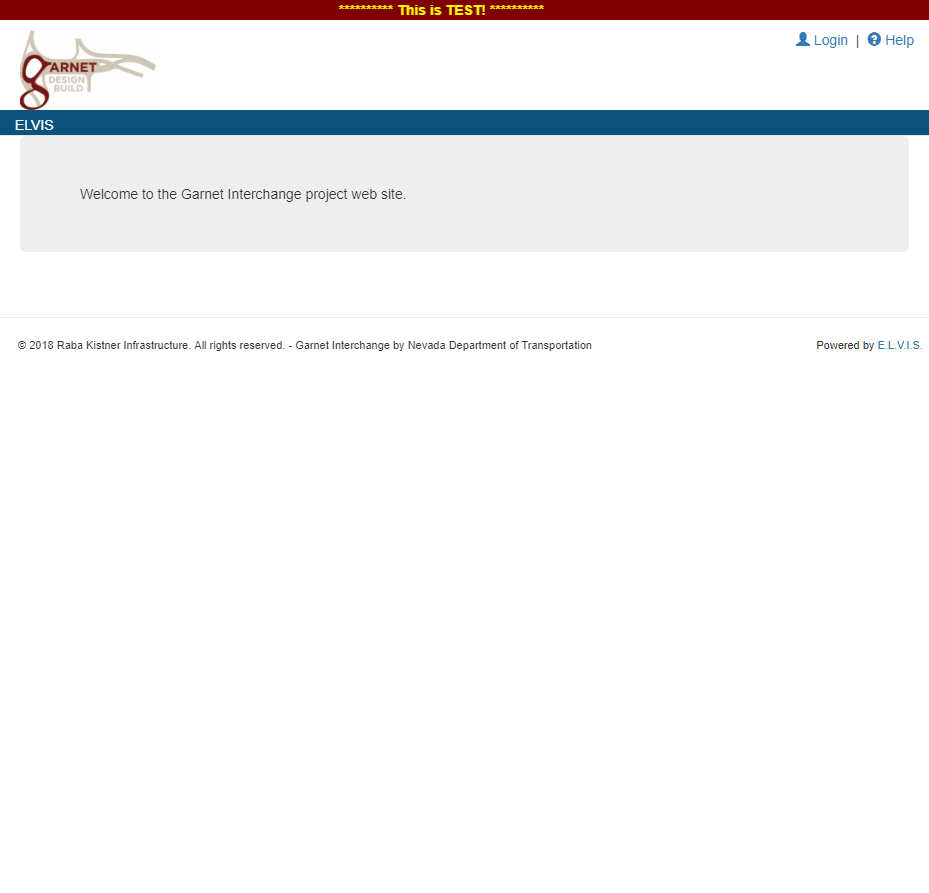 ********** This is TEST! **********
Login | Help
gARNET
DESIGN
BUILD
ELVIS
Welcome to the Garnet Interchange project web site.
© 2018 Raba Kistner Infrastructure. All rights reserved. - Garnet Interchange by Nevada Department of Transportation
Powered by E.L.V.I.S.